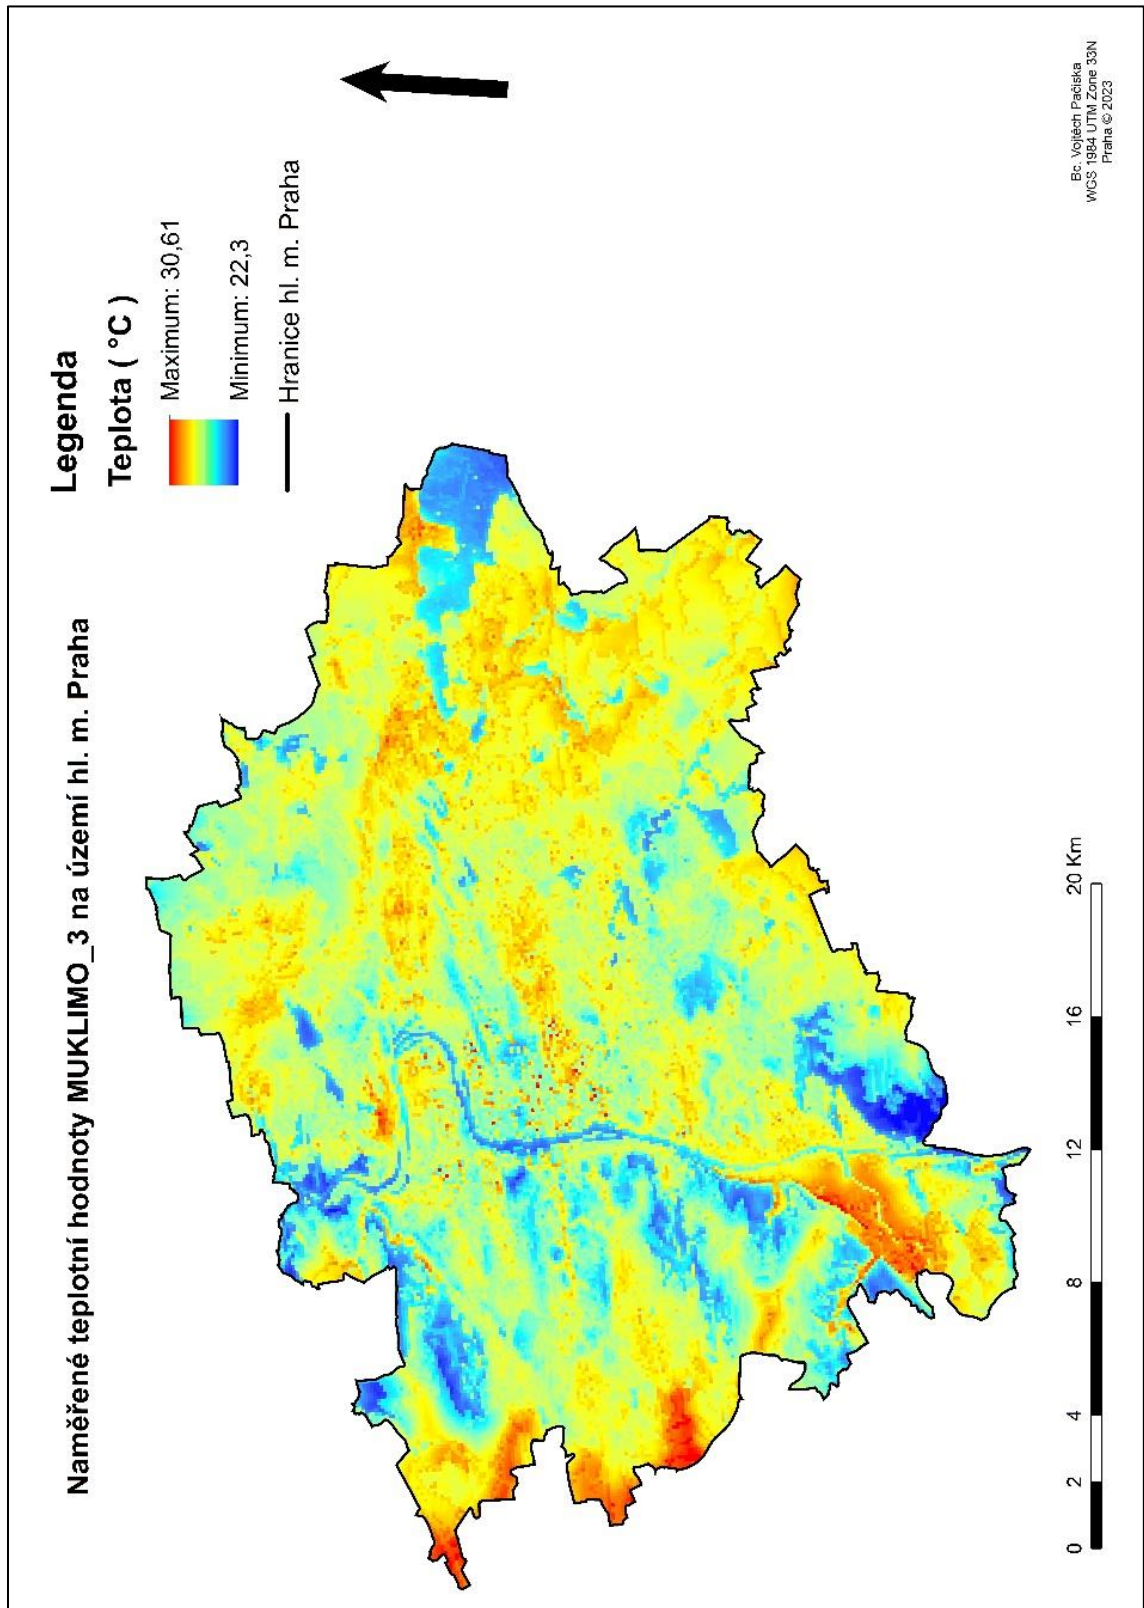 Naměřené teplotní hodnoty MUKLIMO_3 na území hl. m. Praha
Legenda
Teplota ( °C )
Maximum: 30,61
Minimum: 22,3
Hranice hl. m. Praha
0 2 4 8 12 16 20 Km
Bc. Vojtěch Pačiska
WGS 1984 UTM Zone 33N
Praha © 2023